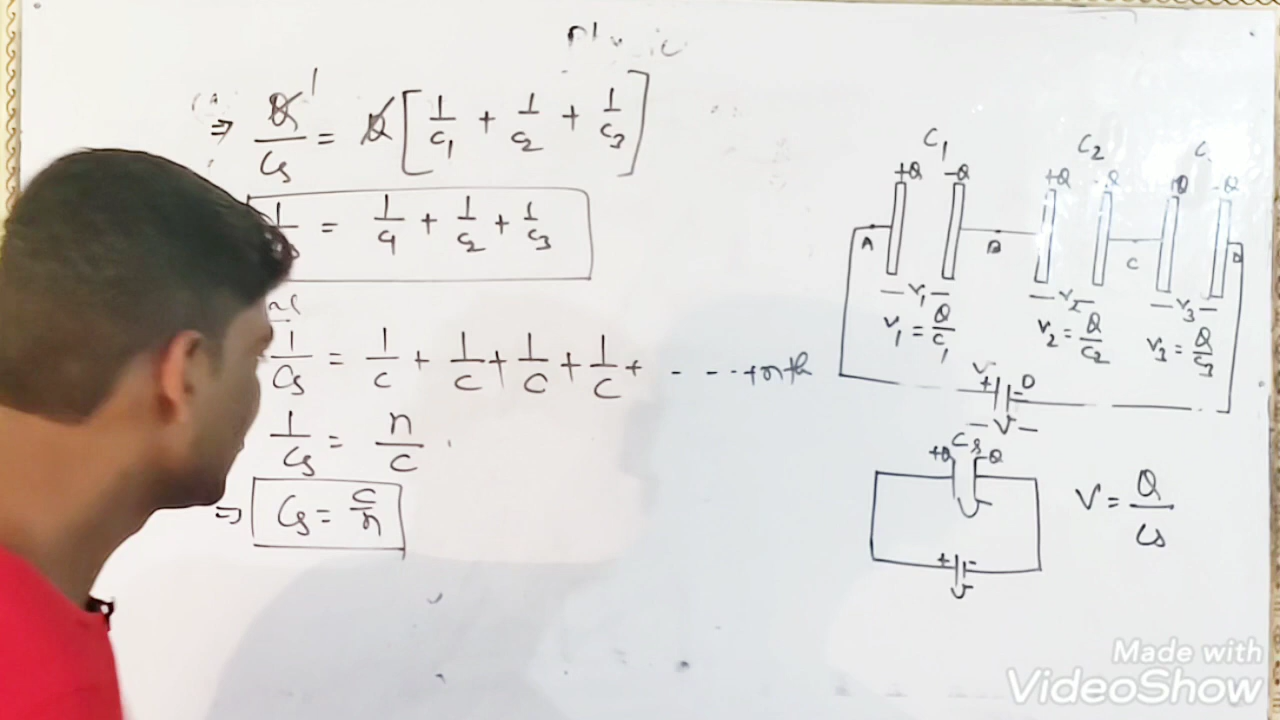 ⇒ Q/Cs = Q [1/C1 + 1/C2 + 1/C3]
1
= 1/C1 + 1/C2 + 1/C3
1/Cs = 1/C + 1/C + 1/C + 1/C + - - - + nth
1/Cs = n/C
⇒ Cs = C/n
C1 C2
+Q -Q +Q -Q +Q -Q
A B C D
V1 V2 V3
V1 = Q/C1 V2 = Q/C2 V3 = Q/C3
V
+ - D
V
Cs
+Q -Q
V
+ -
V
V = Q/Cs
Made with
VideoShow